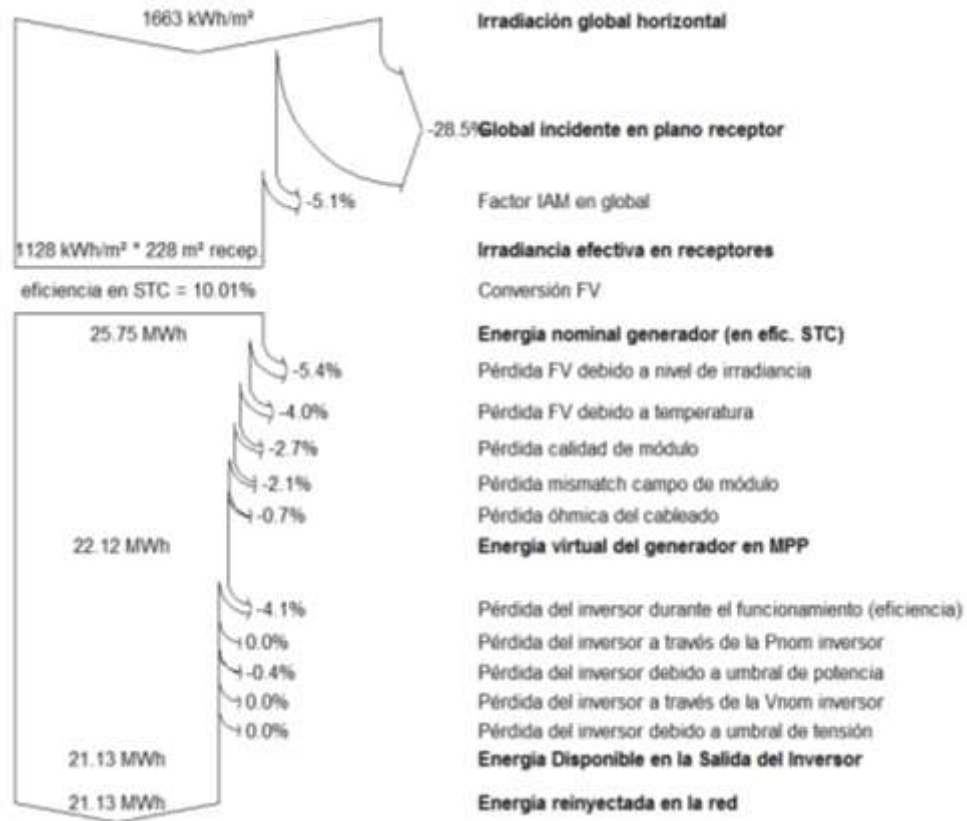 1663 kWh/m² Irradiación global horizontal
-28.5% Global incidente en plano receptor
-5.1% Factor IAM en global
1128 kWh/m² * 228 m² recep. Irradiancia efectiva en receptores
eficiencia en STC = 10.01% Conversión FV
25.75 MWh Energia nominal generador (en efic. STC)
-5.4% Pérdida FV debido a nivel de irradiancia
-4.0% Pérdida FV debido a temperatura
-2.7% Pérdida calidad de módulo
-2.1% Pérdida mismatch campo de módulo
-0.7% Pérdida óhmica del cableado
22.12 MWh Energia virtual del generador en MPP
-4.1% Pérdida del inversor durante el funcionamiento (eficiencia)
0.0% Pérdida del inversor a través de la Pnom inversor
-0.4% Pérdida del inversor debido a umbral de potencia
0.0% Pérdida del inversor a través de la Vnom inversor
0.0% Pérdida del inversor debido a umbral de tensión
21.13 MWh Energia Disponible en la Salida del Inversor
21.13 MWh Energia reinyectada en la red